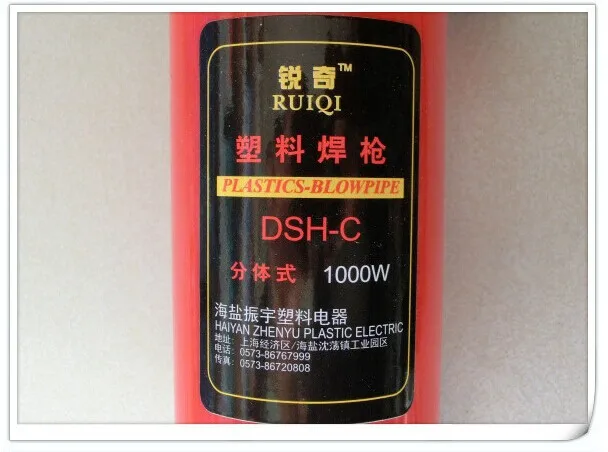 锐奇™
RUIQI
塑料焊枪
PLASTICS-BLOWPIPE
DSH-C
分体式 1000W
海盐振宇塑料电器
HAIYAN ZHENYU PLASTIC ELECTRIC
地址: 上海经济区/海盐沈荡镇工业园区
电话: 0573-86767999
传真: 0573-86720808